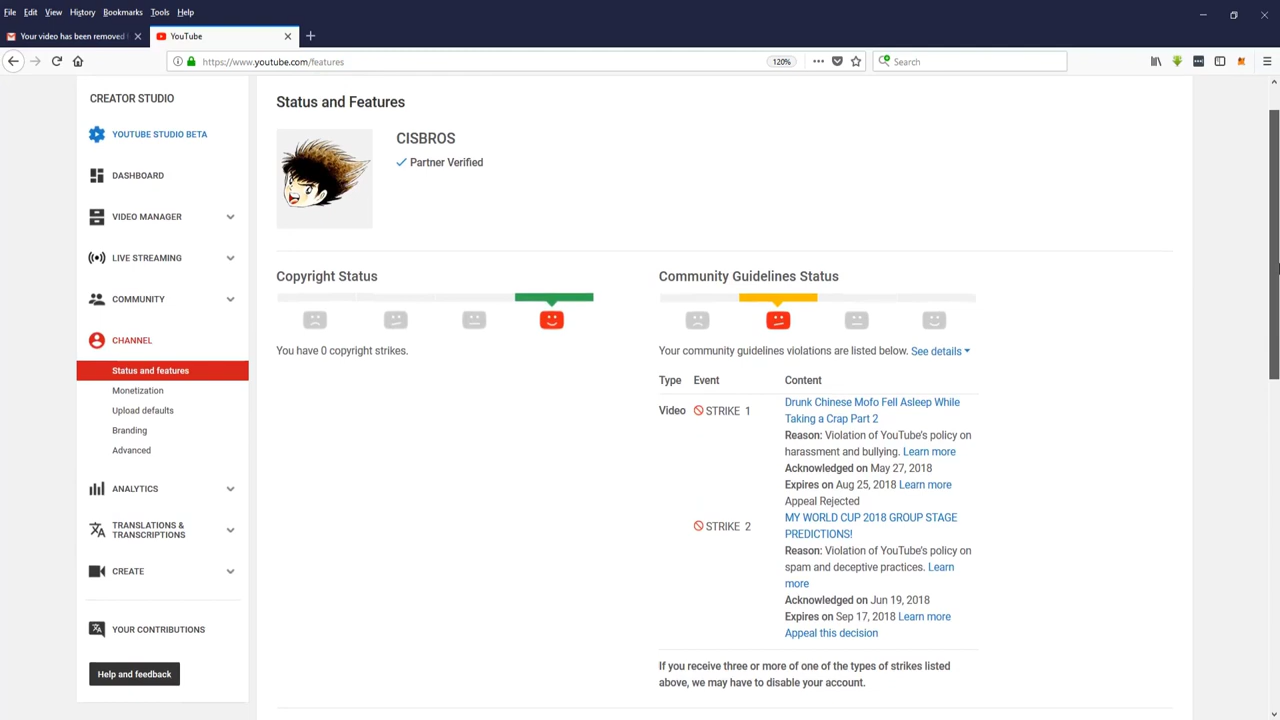 File Edit View History Bookmarks Tools Help
Your video has been removed
YouTube
https://www.youtube.com/features
120%
Search
CREATOR STUDIO
YOUTUBE STUDIO BETA
DASHBOARD
VIDEO MANAGER
LIVE STREAMING
COMMUNITY
CHANNEL
Status and features
Monetization
Upload defaults
Branding
Advanced
ANALYTICS
TRANSLATIONS &
TRANSCRIPTIONS
CREATE
YOUR CONTRIBUTIONS
Help and feedback
Status and Features
CISBROS
Partner Verified
Copyright Status
You have 0 copyright strikes.
Community Guidelines Status
Your community guidelines violations are listed below. See details
Type Event Content
Video STRIKE 1 Drunk Chinese Mofo Fell Asleep While
Taking a Crap Part 2
Reason: Violation of YouTube's policy on
harassment and bullying. Learn more
Acknowledged on May 27, 2018
Expires on Aug 25, 2018 Learn more
Appeal Rejected
STRIKE 2 MY WORLD CUP 2018 GROUP STAGE
PREDICTIONS!
Reason: Violation of YouTube's policy on
spam and deceptive practices. Learn
more
Acknowledged on Jun 19, 2018
Expires on Sep 17, 2018 Learn more
Appeal this decision
If you receive three or more of one of the types of strikes listed
above, we may have to disable your account.